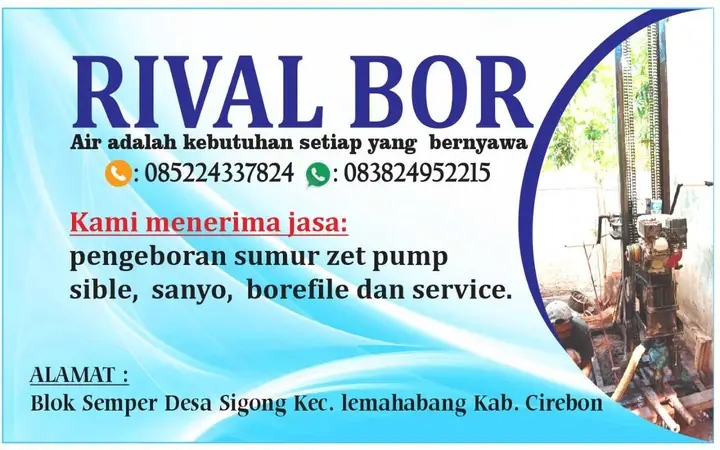 RIVAL BOR
Air adalah kebutuhan setiap yang bernyawa
: 085224337824 : 083824952215
Kami menerima jasa:
pengeboran sumur zet pump
sible, sanyo, borefile dan service.
ALAMAT :
Blok Semper Desa Sigong Kec. lemahabang Kab. Cirebon